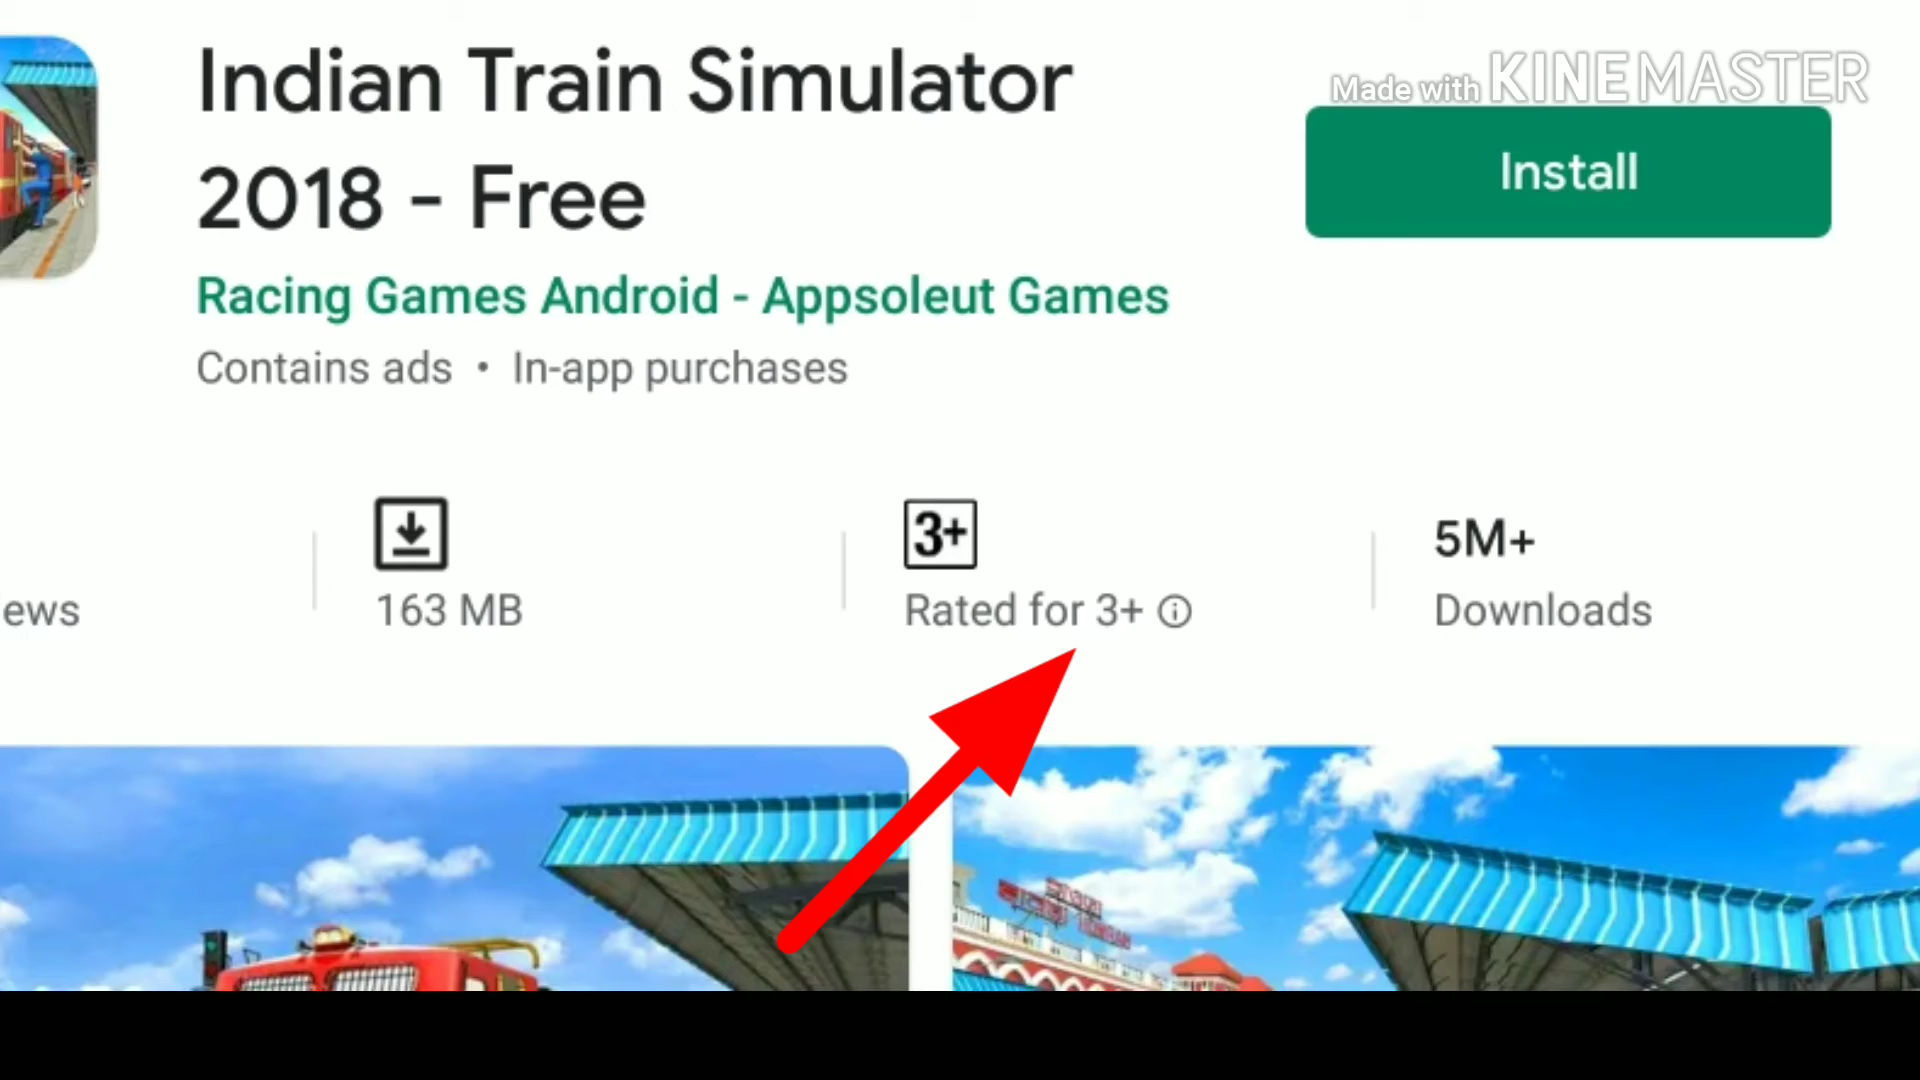 Indian Train Simulator
2018 - Free
Made with KINEMASTER
Install
Racing Games Android - Appsoleut Games
Contains ads • In-app purchases
ews
163 MB
3+
Rated for 3+
5M+
Downloads